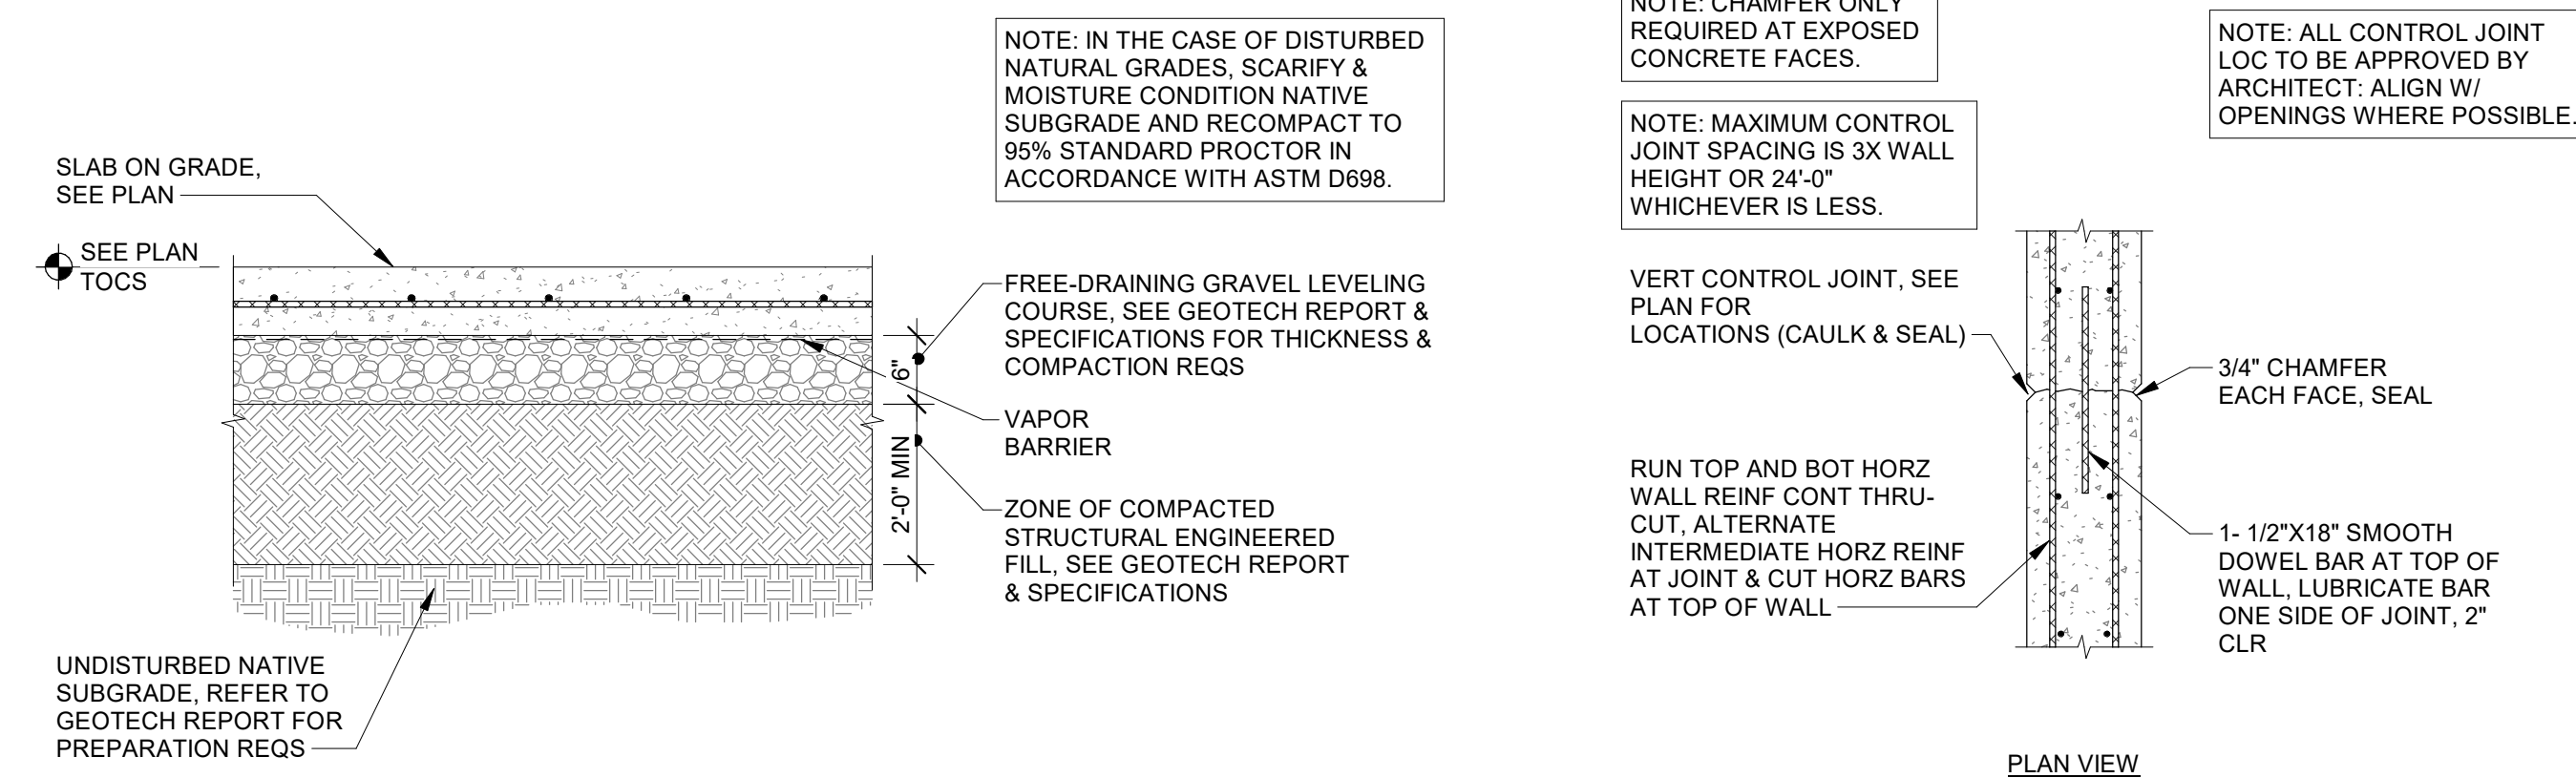 NOTE: IN THE CASE OF DISTURBED
NATURAL GRADES, SCARIFY &
MOISTURE CONDITION NATIVE
SUBGRADE AND RECOMPACT TO
95% STANDARD PROCTOR IN
ACCORDANCE WITH ASTM D698.
SLAB ON GRADE,
SEE PLAN
SEE PLAN
TOCS
FREE-DRAINING GRAVEL LEVELING
COURSE, SEE GEOTECH REPORT &
SPECIFICATIONS FOR THICKNESS &
COMPACTION REQS
6"
VAPOR
BARRIER
2'-0" MIN
ZONE OF COMPACTED
STRUCTURAL ENGINEERED
FILL, SEE GEOTECH REPORT
& SPECIFICATIONS
UNDISTURBED NATIVE
SUBGRADE, REFER TO
GEOTECH REPORT FOR
PREPARATION REQS
NOTE: CHAMFER ONLY
REQUIRED AT EXPOSED
CONCRETE FACES.
NOTE: ALL CONTROL JOINT
LOC TO BE APPROVED BY
ARCHITECT: ALIGN W/
OPENINGS WHERE POSSIBLE.
NOTE: MAXIMUM CONTROL
JOINT SPACING IS 3X WALL
HEIGHT OR 24'-0"
WHICHEVER IS LESS.
VERT CONTROL JOINT, SEE
PLAN FOR
LOCATIONS (CAULK & SEAL)
3/4" CHAMFER
EACH FACE, SEAL
RUN TOP AND BOT HORZ
WALL REINF CONT THRU-
CUT, ALTERNATE
INTERMEDIATE HORZ REINF
AT JOINT & CUT HORZ BARS
AT TOP OF WALL
1- 1/2"X18" SMOOTH
DOWEL BAR AT TOP OF
WALL, LUBRICATE BAR
ONE SIDE OF JOINT, 2"
CLR
PLAN VIEW